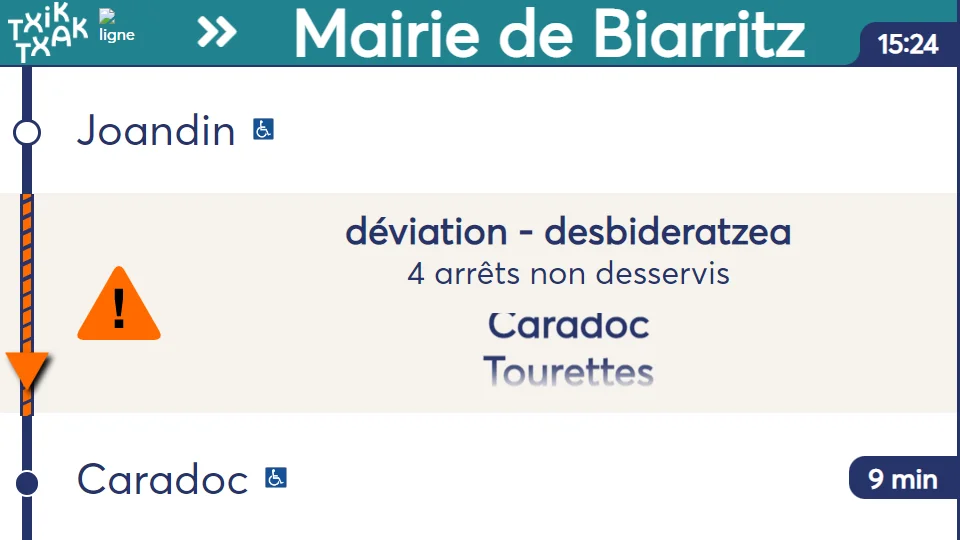 TXiK
TXAK
ligne
Mairie de Biarritz
15:24
Joandin
déviation - desbideratzea
4 arrêts non desservis
Caradoc
Tourettes
Caradoc
9 min